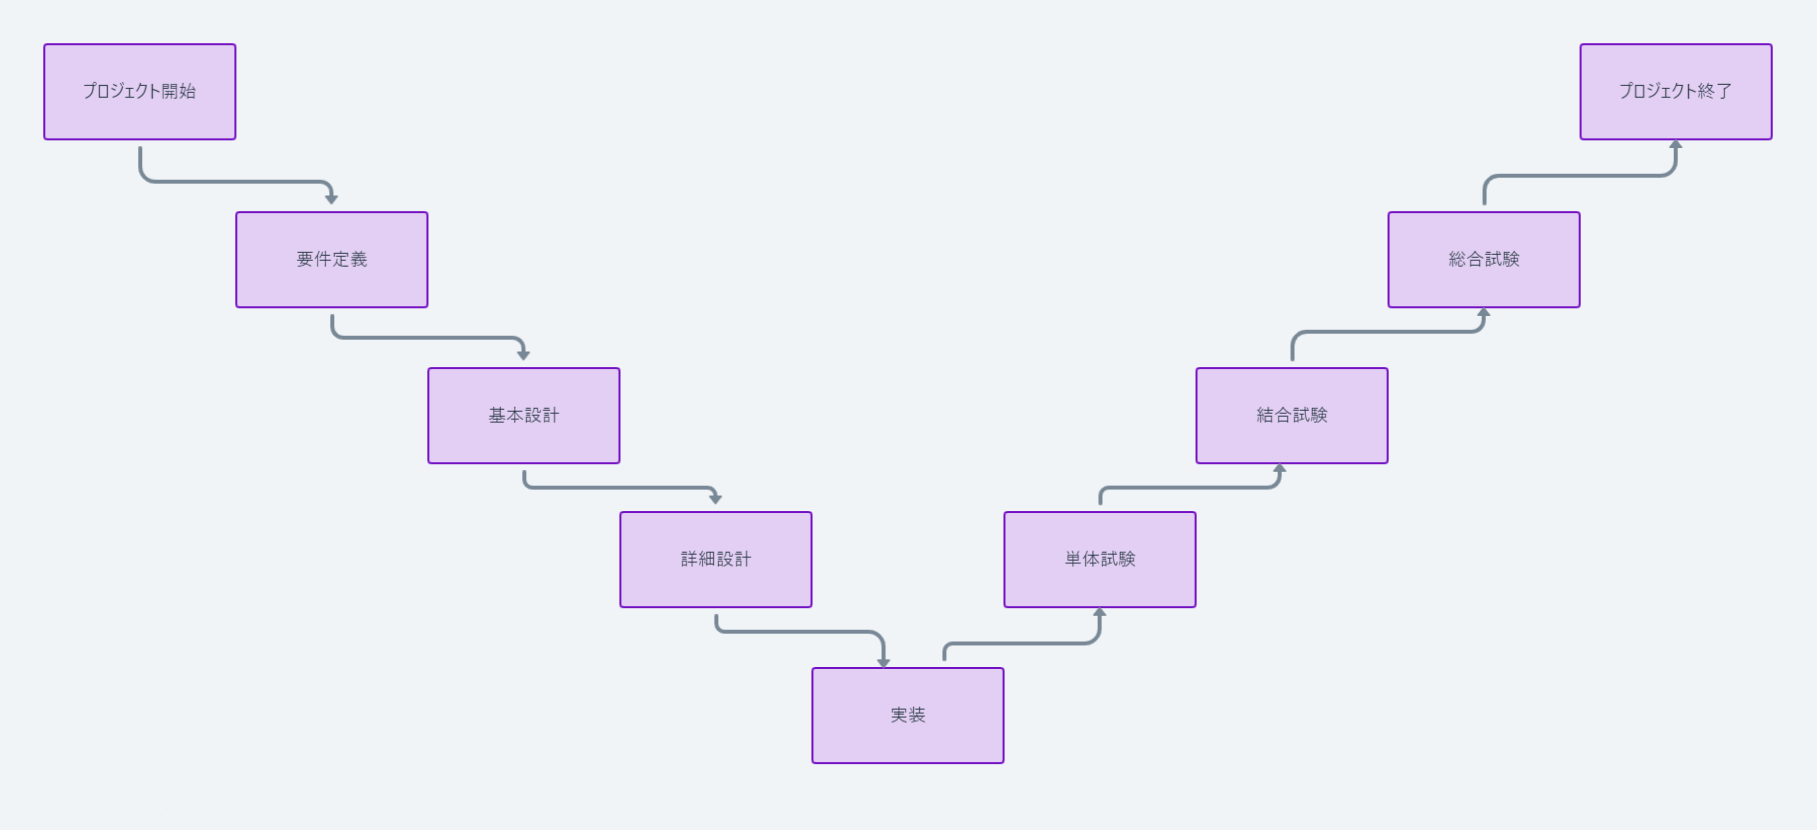 プロジェクト開始
要件定義
基本設計
詳細設計
実装
単体試験
結合試験
総合試験
プロジェクト終了